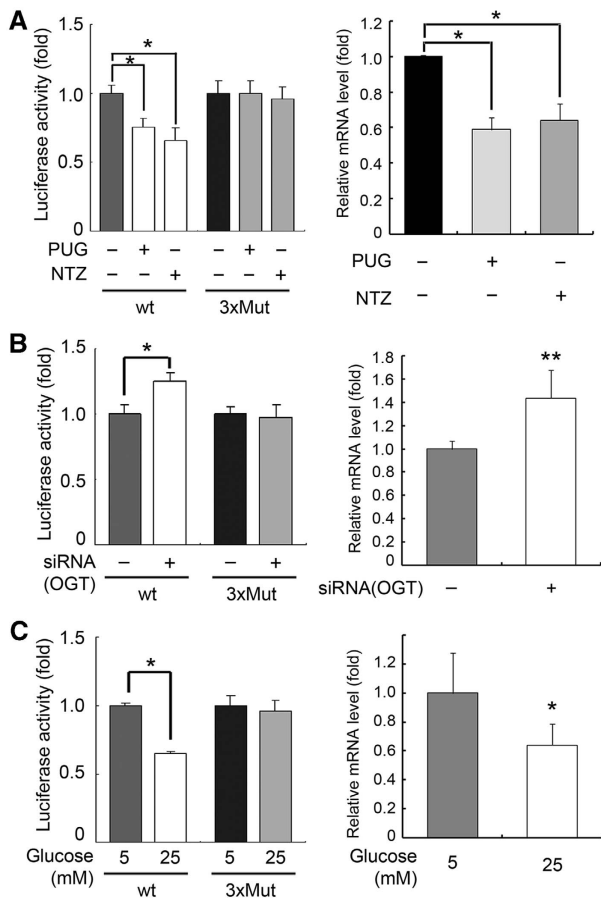 A
Luciferase activity (fold)
1.5
1.0
0.5
0
* 
*
PUG – + – – + –
NTZ – – + – – +
wt 3xMut
Relative mRNA level (fold)
1.2
1.0
0.8
0.6
0.4
0.2
0
*
*
PUG – + –
NTZ – – +
B
Luciferase activity (fold)
1.5
1.0
0.5
0
*
siRNA – + – +
(OGT)
wt 3xMut
Relative mRNA level (fold)
1.8
1.6
1.4
1.2
1.0
0.8
0.6
0.4
0.2
0
**
siRNA(OGT) – +
C
Luciferase activity (fold)
1.5
1.0
0.5
0
*
Glucose 5 25 5 25
(mM)
wt 3xMut
Relative mRNA level (fold)
1.4
1.2
1.0
0.8
0.6
0.4
0.2
0
*
Glucose 5 25
(mM)